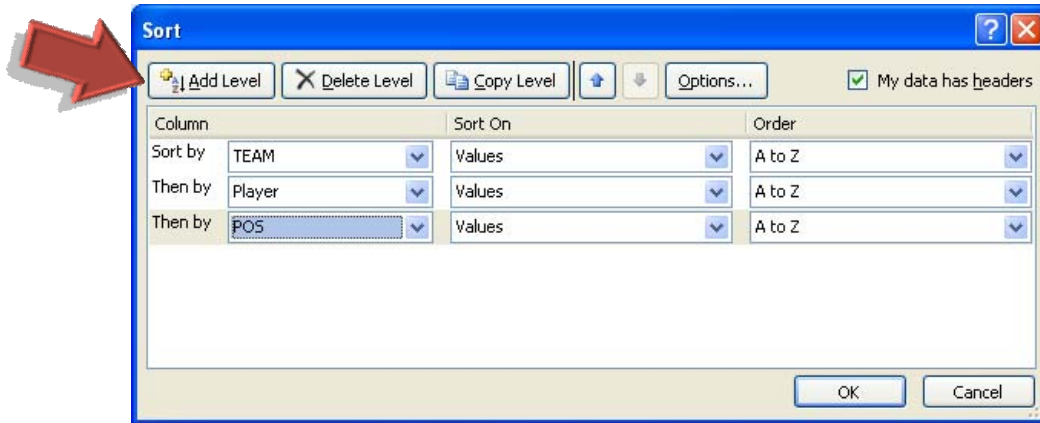 Sort
Add Level Delete Level Copy Level Options... My data has headers
Column Sort On Order
Sort by TEAM Values A to Z
Then by Player Values A to Z
Then by POS Values A to Z
OK Cancel